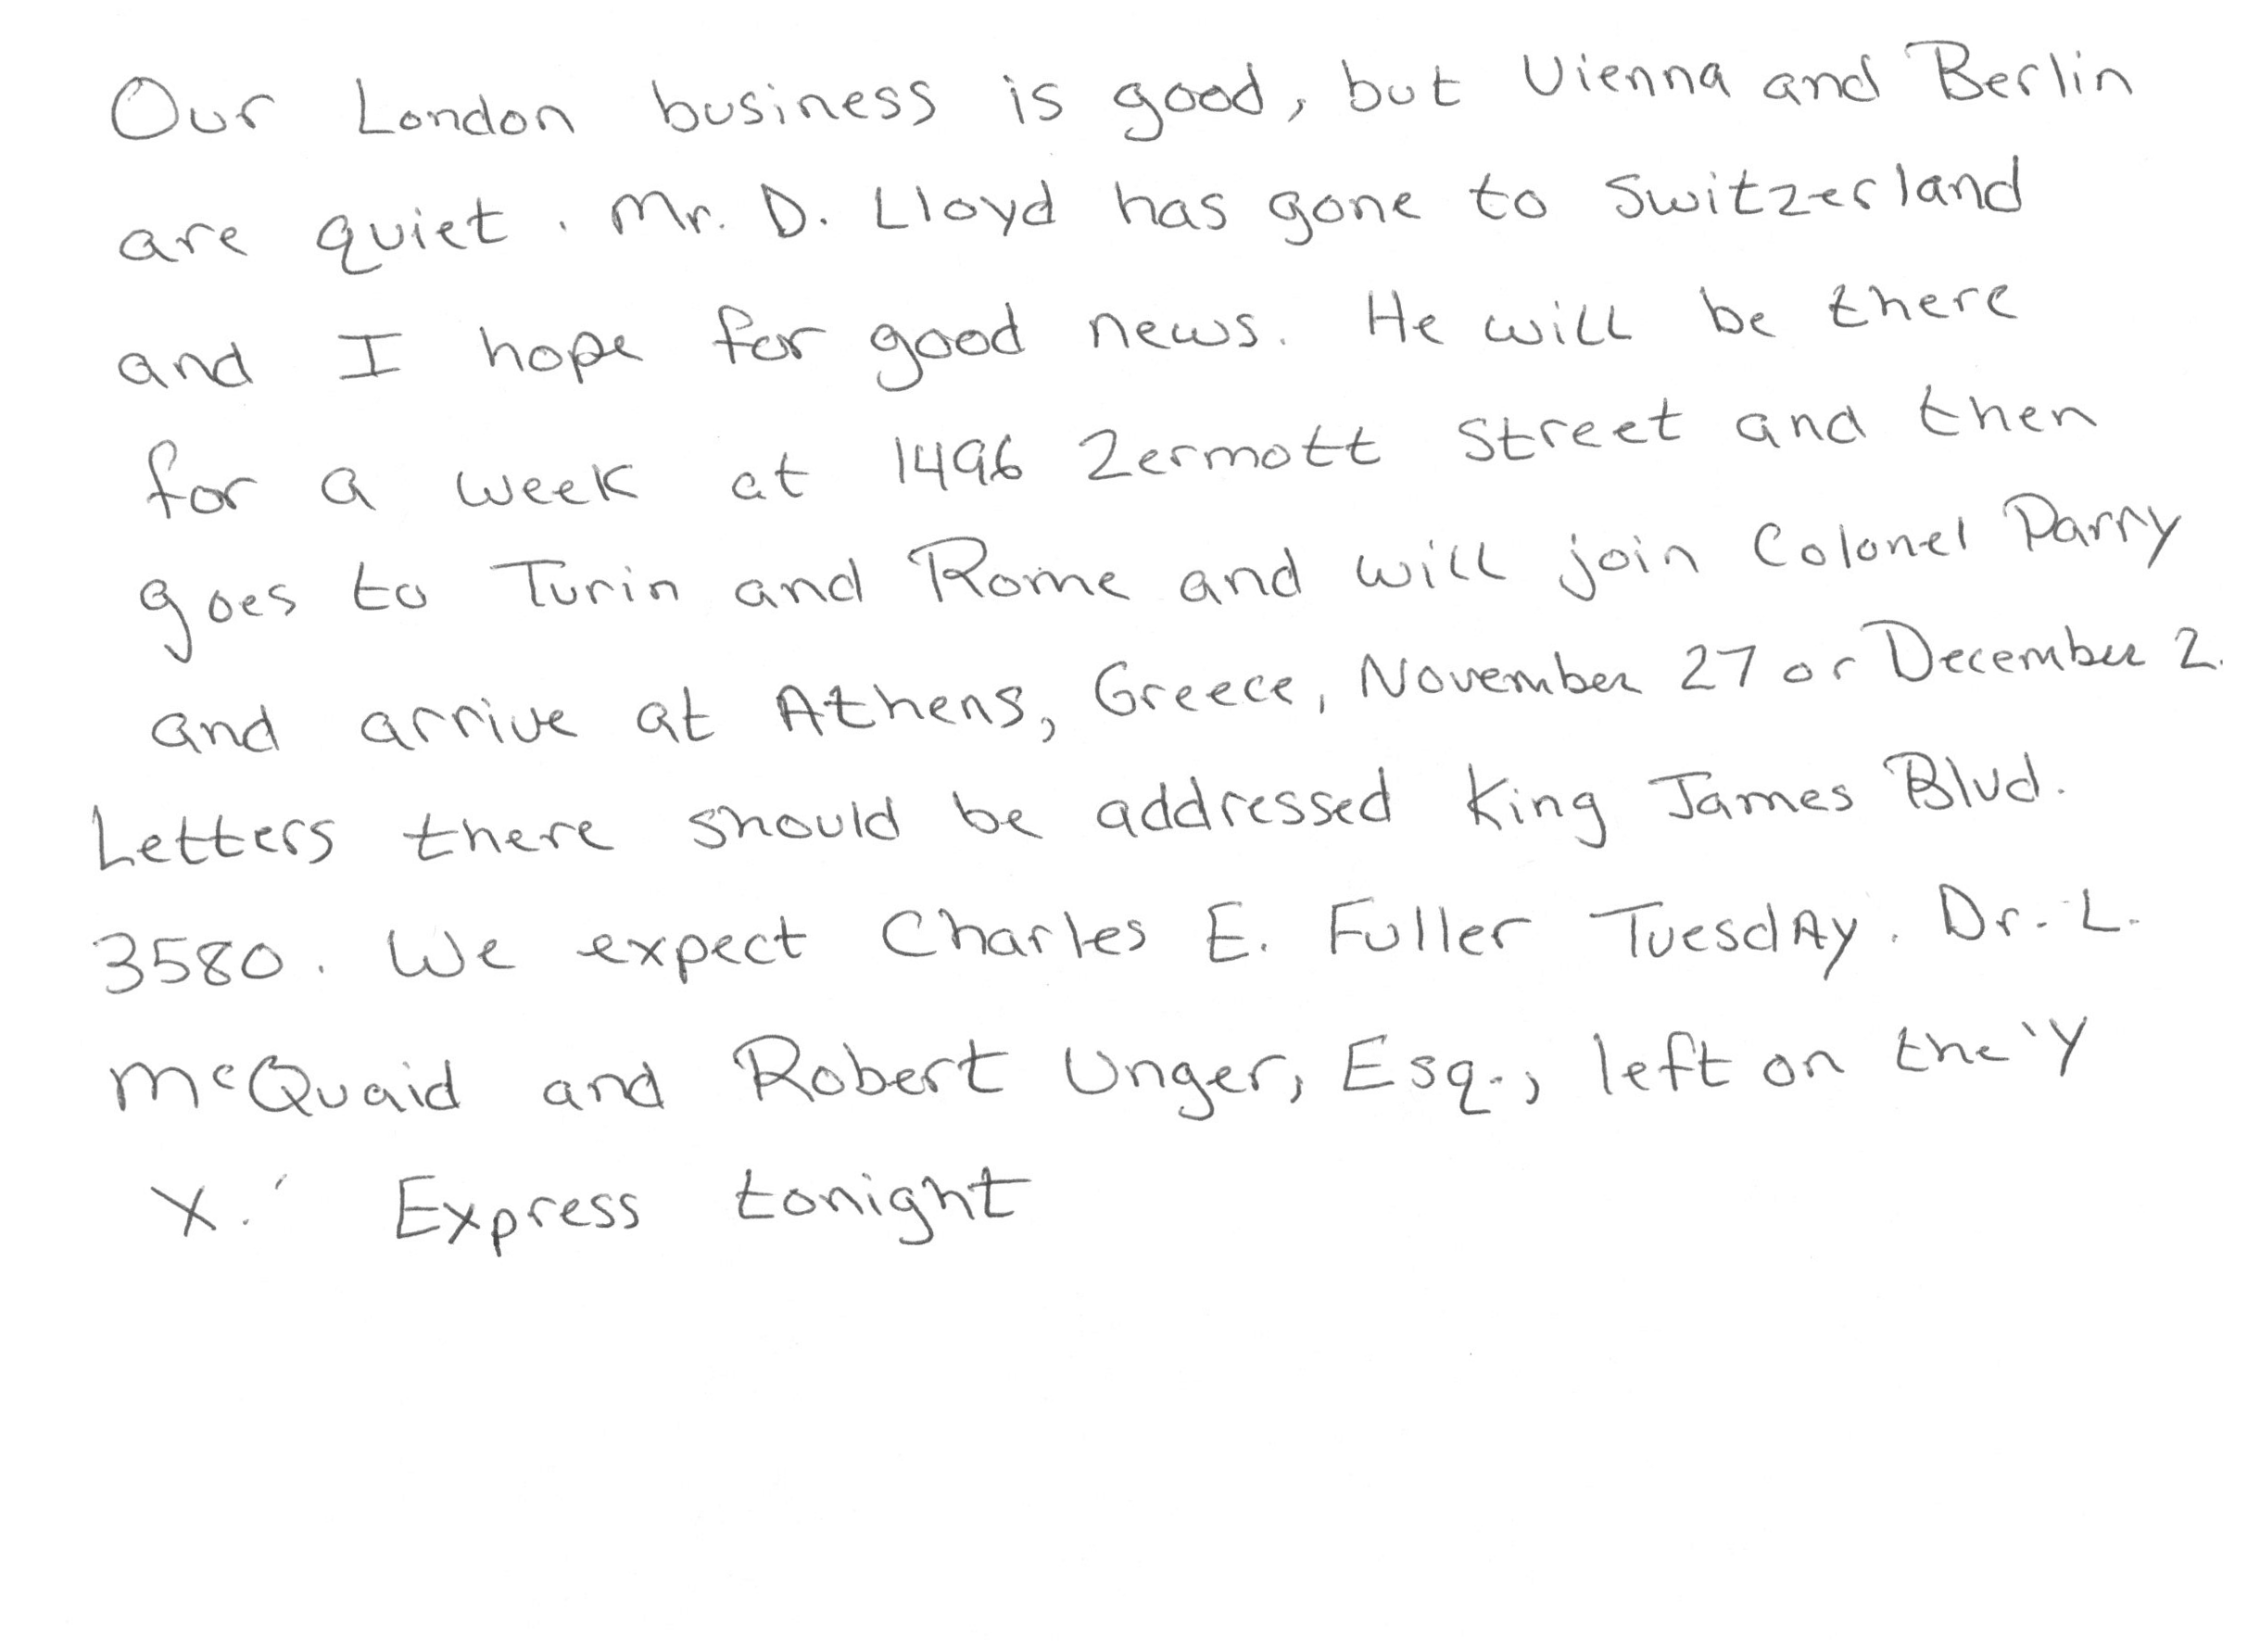 Our London business is good, but Vienna and Berlin
are quiet. Mr. D. Lloyd has gone to Switzerland
and I hope for good news. He will be there
for a week at 1496 Zermott Street and then
goes to Turin and Rome and will join Colonel Parry
and arrive at Athens, Greece, November 27 or December 2.
Letters there should be addressed King James Blvd.
3580. We expect Charles E. Fuller Tuesday. Dr. L.
McQuaid and Robert Unger, Esq., left on the 'Y
X.' Express tonight